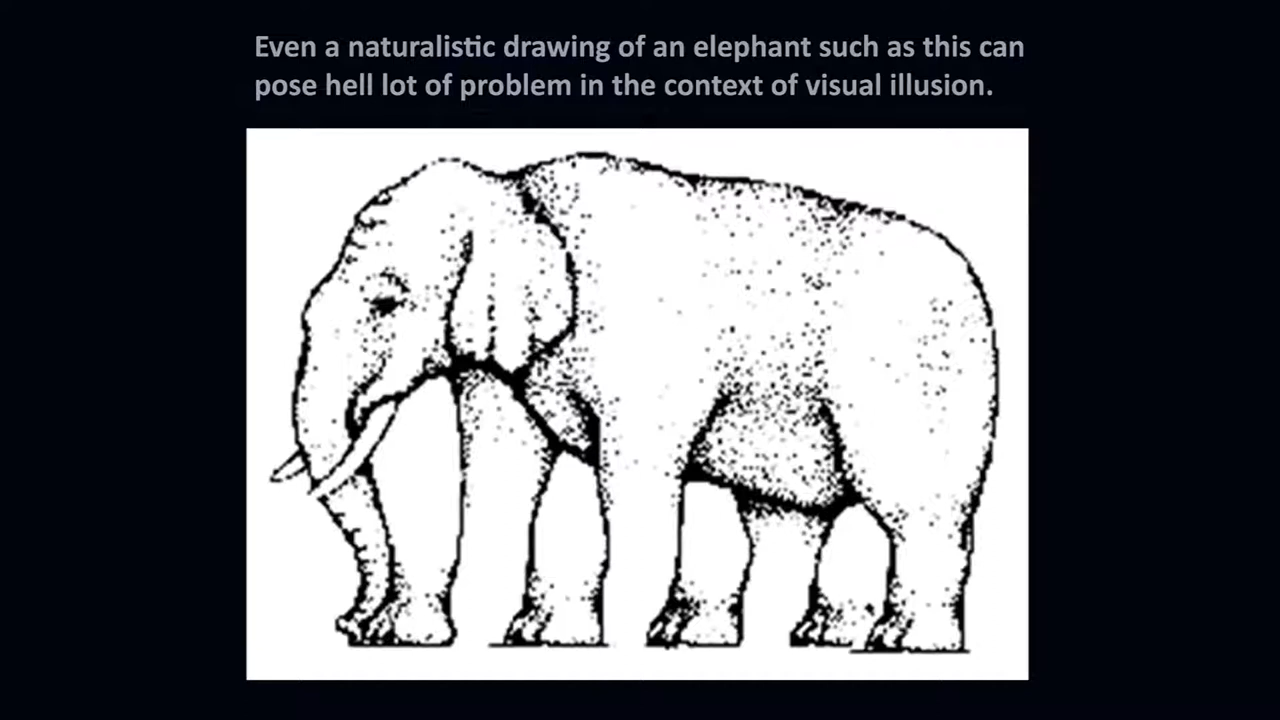 Even a naturalistic drawing of an elephant such as this can
pose hell lot of problem in the context of visual illusion.